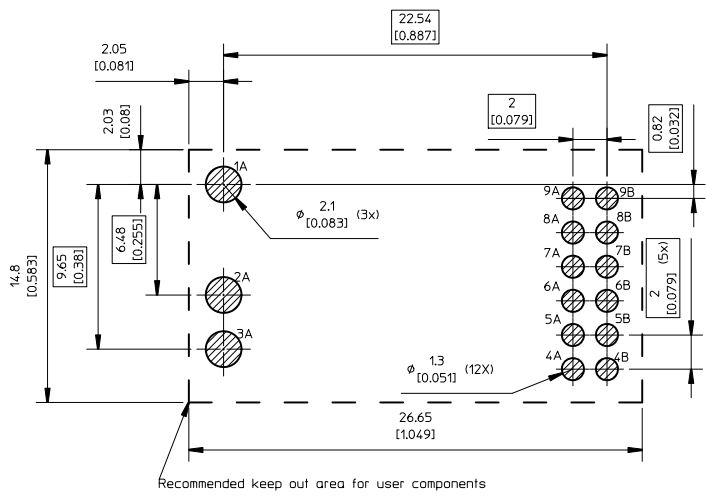 22.54
[0.887]
2.05
[0.081]
2.03
[0.08]
2
[0.079]
0.82
[0.032]
1A
9A
9B
ø 2.1 (3x)
[0.083]
8A
8B
6.48
[0.255]
9.65
[0.38]
14.8
[0.583]
7A
7B
2 (5x)
[0.079]
2A
6A
6B
5A
5B
3A
4A
4B
ø 1.3 (12X)
[0.051]
26.65
[1.049]
Recommended keep out area for user components